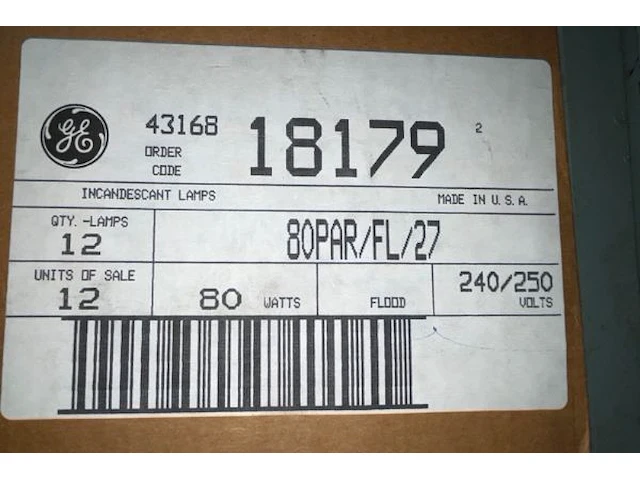 GE
43168
ORDER CODE
18179
2
INCANDESCANT LAMPS
MADE IN U.S.A.
QTY.-LAMPS
12
80PAR/FL/27
UNITS OF SALE
12
80 WATTS
FLOOD
240/250
VOLTS